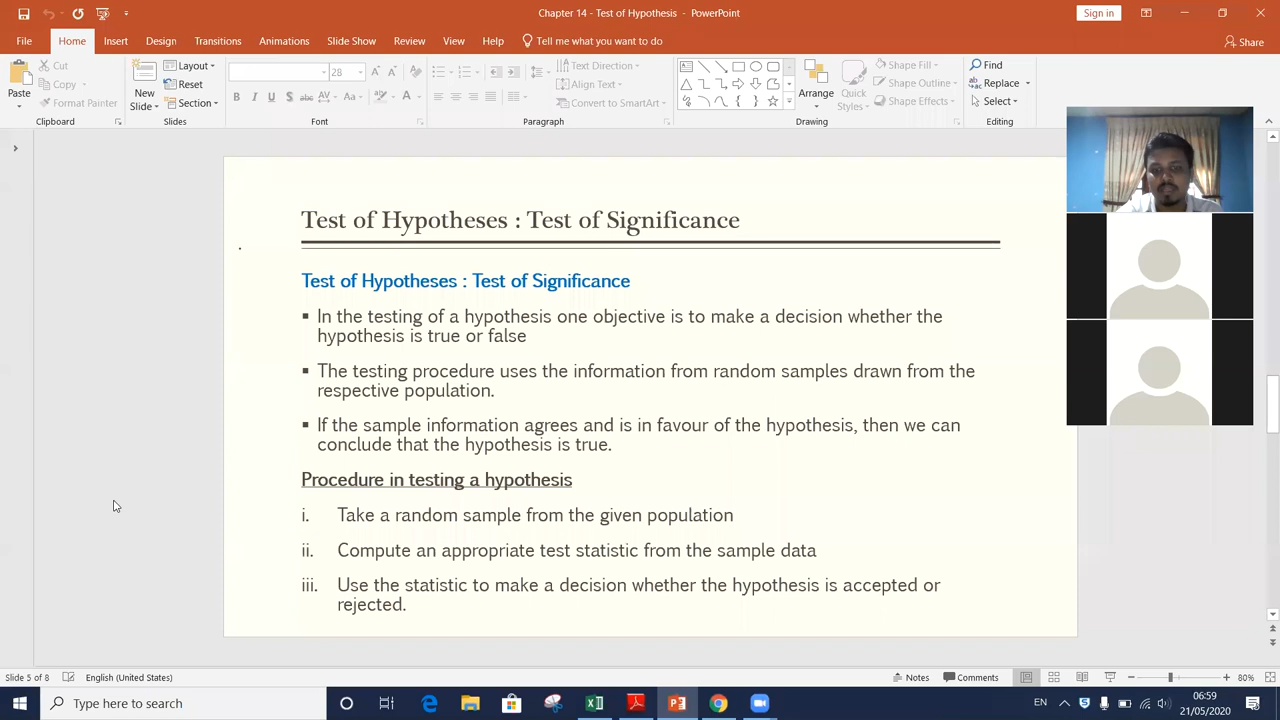 Chapter 14 - Test of Hypothesis - PowerPoint
Sign in
File Home Insert Design Transitions Animations Slide Show Review View Help Tell me what you want to do
Share
Paste
Cut
Copy
Format Painter
Clipboard
New
Slide
Layout
Reset
Section
Slides
28
B I U S abc AV Aa A
Font
Text Direction
Align Text
Convert to SmartArt
Paragraph
Arrange
Quick
Styles
Shape Fill
Shape Outline
Shape Effects
Drawing
Find
Replace
Select
Editing
Test of Hypotheses : Test of Significance
Test of Hypotheses : Test of Significance
▪ In the testing of a hypothesis one objective is to make a decision whether the
hypothesis is true or false
▪ The testing procedure uses the information from random samples drawn from the
respective population.
▪ If the sample information agrees and is in favour of the hypothesis, then we can
conclude that the hypothesis is true.
Procedure in testing a hypothesis
i. Take a random sample from the given population
ii. Compute an appropriate test statistic from the sample data
iii. Use the statistic to make a decision whether the hypothesis is accepted or
rejected.
Slide 5 of 8
English (United States)
Notes
Comments
80%
Type here to search
EN
06:59
21/05/2020